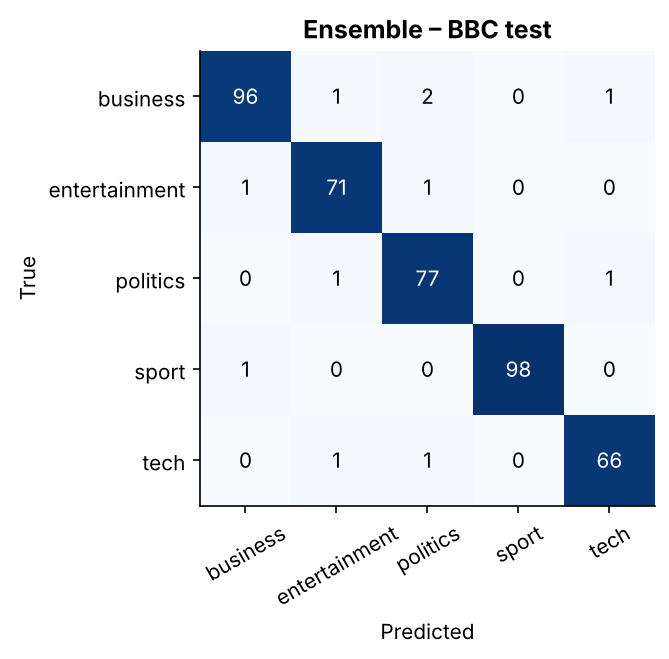 Ensemble – BBC test
business 96 1 2 0 1
entertainment 1 71 1 0 0
politics 0 1 77 0 1
sport 1 0 0 98 0
tech 0 1 1 0 66
True
business entertainment politics sport tech
Predicted